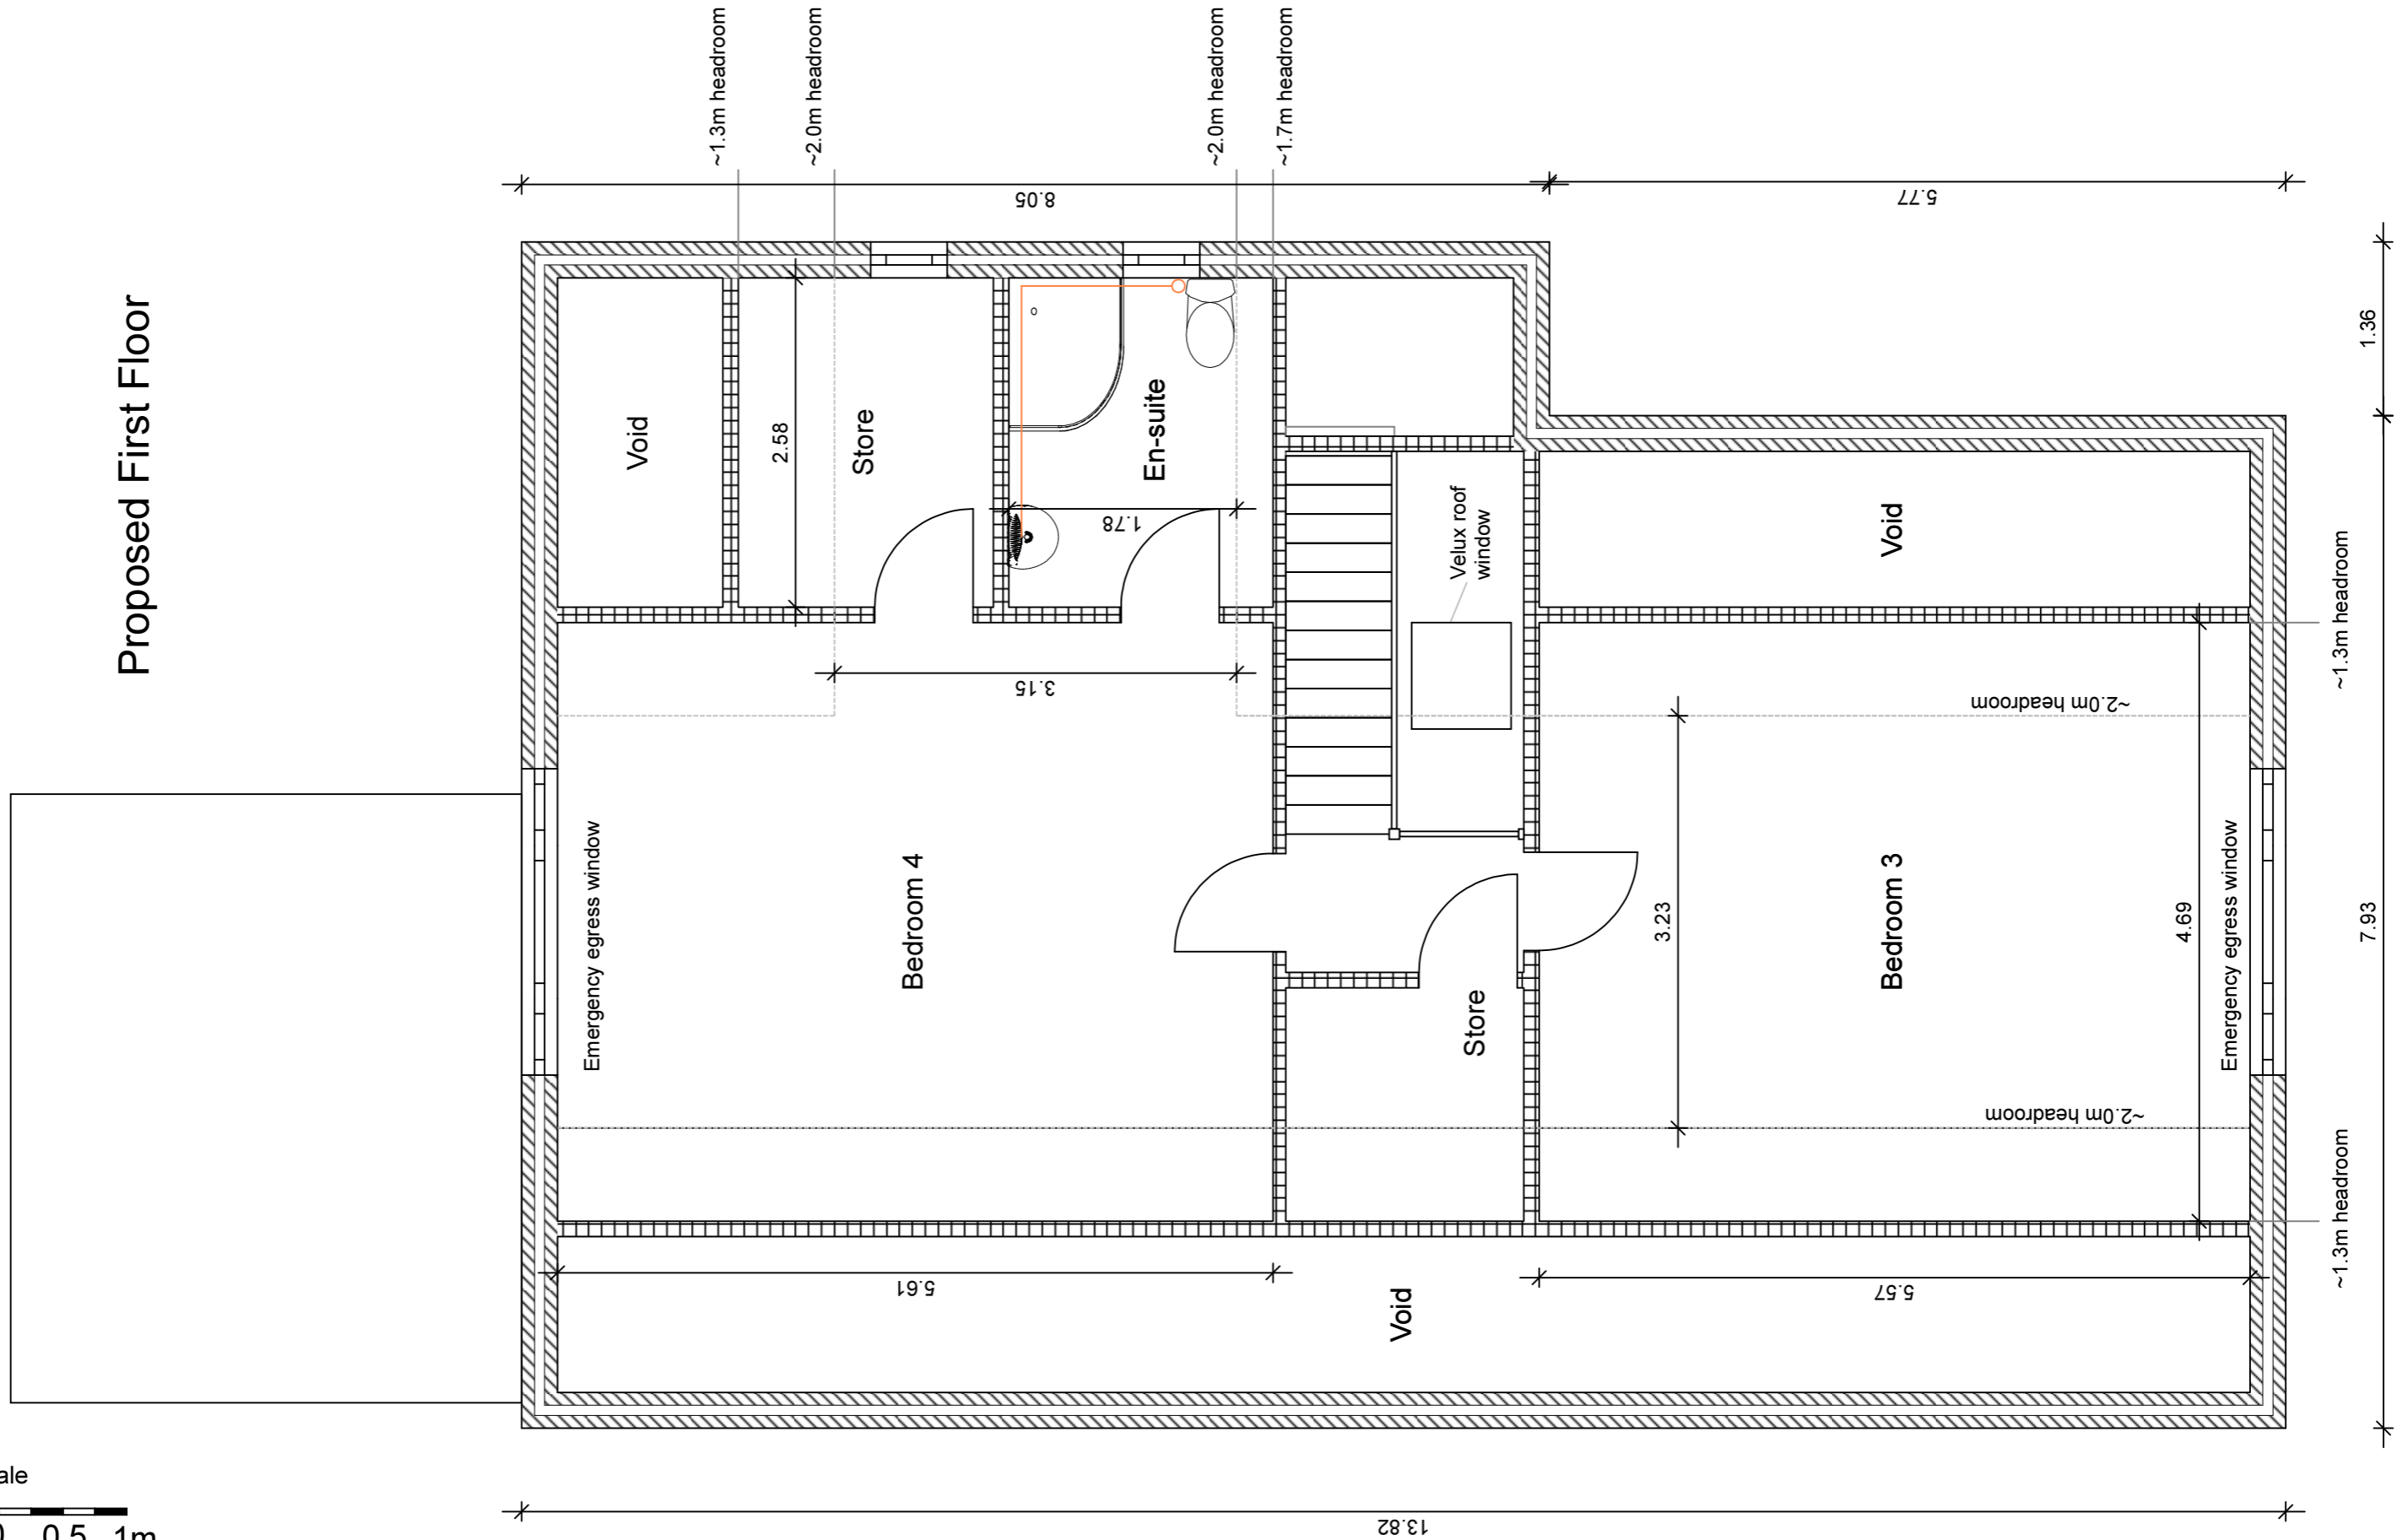 Proposed First Floor
~1.3m headroom
~2.0m headroom
~2.0m headroom
~1.7m headroom
8.05
5.77
1.36
7.93
13.82
Void
2.58
Store
En-suite
1.78
3.15
Velux roof
window
Void
~1.3m headroom
~2.0m headroom
Emergency egress window
Bedroom 4
3.23
Bedroom 3
4.69
Emergency egress window
Store
~2.0m headroom
~1.3m headroom
5.61
Void
5.57
0.5
1m